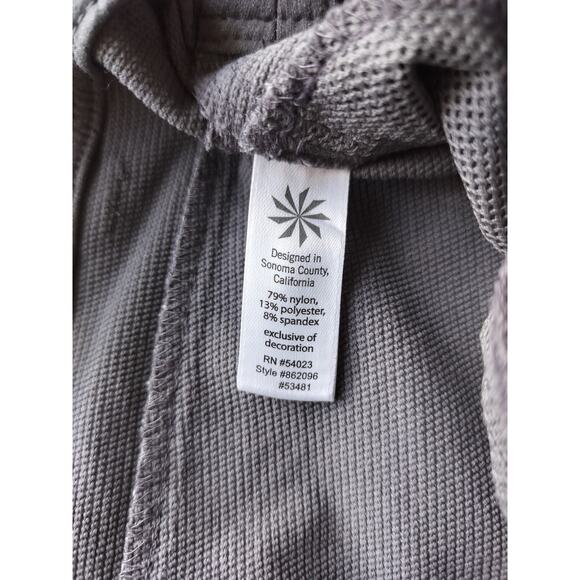 Designed in
Sonoma County,
California
79% nylon,
13% polyester,
8% spandex
exclusive of
decoration
RN #54023
Style #862096
#53481